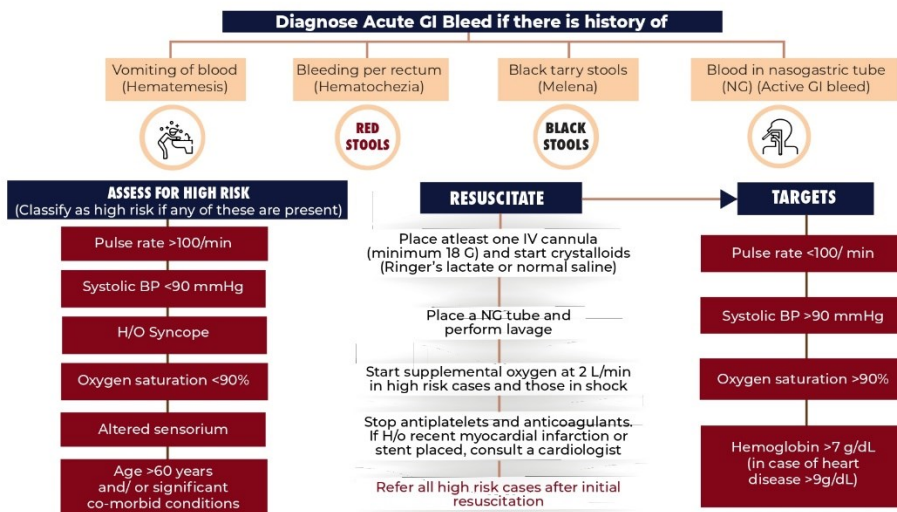 Diagnose Acute GI Bleed if there is history of
Vomiting of blood
(Hematemesis)
Bleeding per rectum
(Hematochezia)
Black tarry stools
(Melena)
Blood in nasogastric tube
(NG) (Active GI bleed)
RED
STOOLS
BLACK
STOOLS
ASSESS FOR HIGH RISK
(Classify as high risk if any of these are present)
Pulse rate >100/min
Systolic BP <90 mmHg
H/O Syncope
Oxygen saturation <90%
Altered sensorium
Age >60 years
and/ or significant
co-morbid conditions
RESUSCITATE
Place atleast one IV cannula
(minimum 18 G) and start crystalloids
(Ringer's lactate or normal saline)
Place a NG tube and
perform lavage
Start supplemental oxygen at 2 L/min
in high risk cases and those in shock
Stop antiplatelets and anticoagulants.
If H/o recent myocardial infarction or
stent placed, consult a cardiologist
Refer all high risk cases after initial
resuscitation
TARGETS
Pulse rate <100/ min
Systolic BP >90 mmHg
Oxygen saturation >90%
Hemoglobin >7 g/dL
(in case of heart
disease >9g/dL)